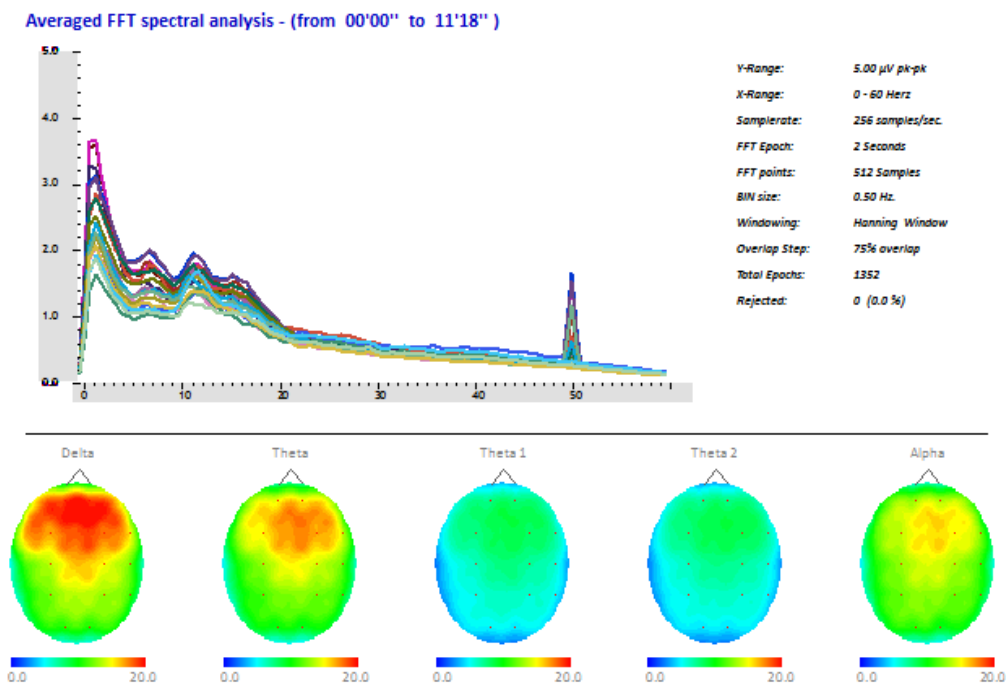 Averaged FFT spectral analysis - (from 00'00'' to 11'18'' )
5.0
4.0
3.0
2.0
1.0
0.0
0 10 20 30 40 50
Y-Range: 5.00 µV pk-pk
X-Range: 0 - 60 Herz
Samplerate: 256 samples/sec.
FFT Epoch: 2 Seconds
FFT points: 512 Samples
BIN size: 0.50 Hz.
Windowing: Hanning Window
Overlap Step: 75% overlap
Total Epochs: 1352
Rejected: 0 (0.0 %)
Delta Theta Theta 1 Theta 2 Alpha
0.0 20.0 0.0 20.0 0.0 20.0 0.0 20.0 0.0 20.0